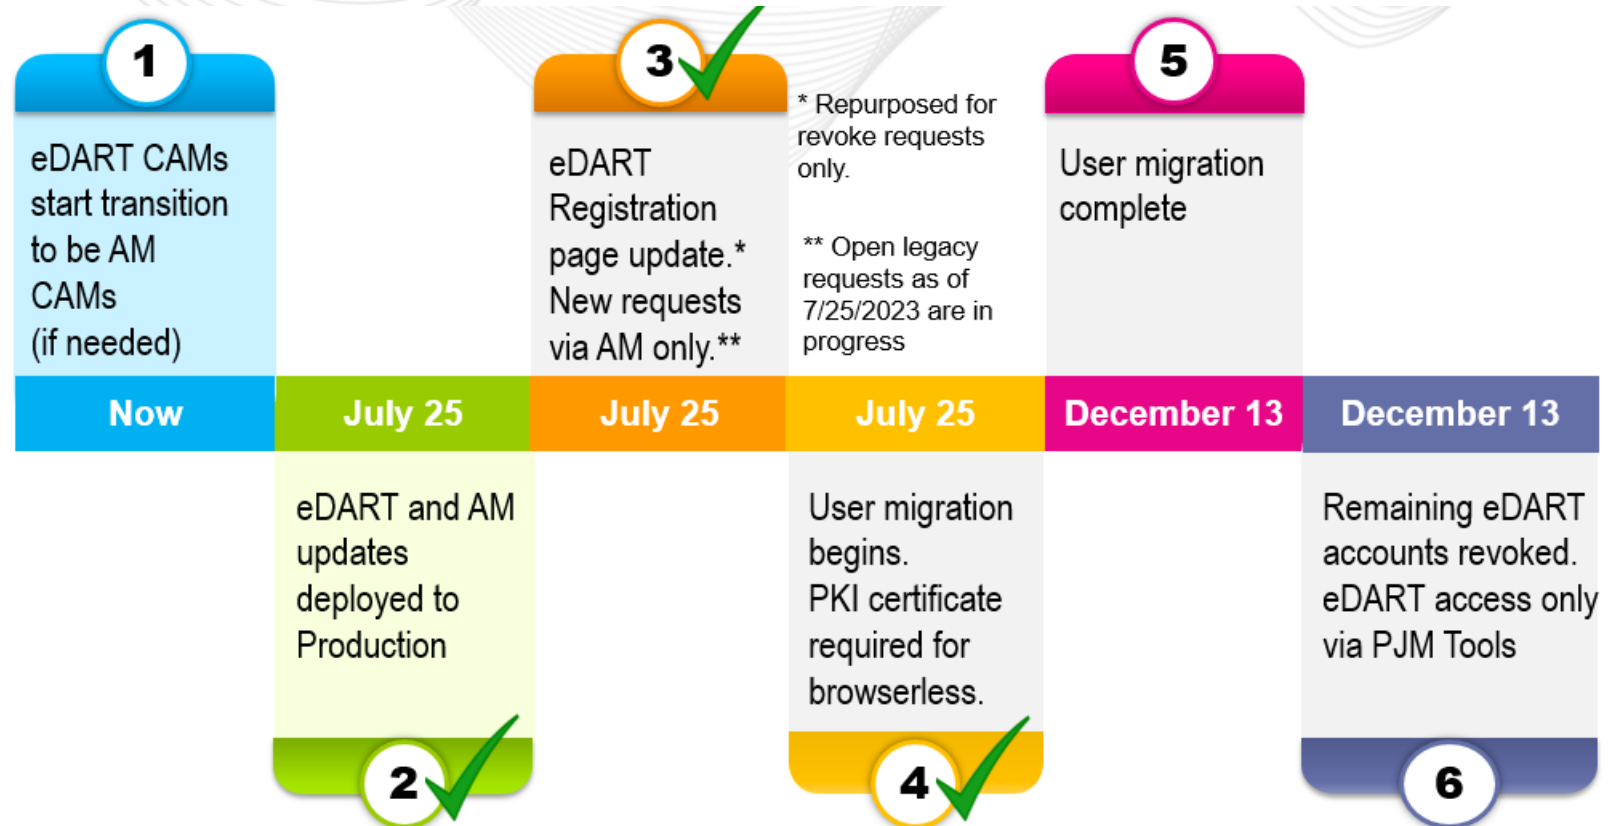 1
eDART CAMs
start transition
to be AM
CAMs
(if needed)
Now
July 25
eDART and AM
updates
deployed to
Production
2
3
eDART
Registration
page update.*
New requests
via AM only.**
July 25
* Repurposed for
revoke requests
only.
** Open legacy
requests as of
7/25/2023 are in
progress
July 25
User migration
begins.
PKI certificate
required for
browserless.
4
5
User migration
complete
December 13
December 13
Remaining eDART
accounts revoked.
eDART access only
via PJM Tools
6